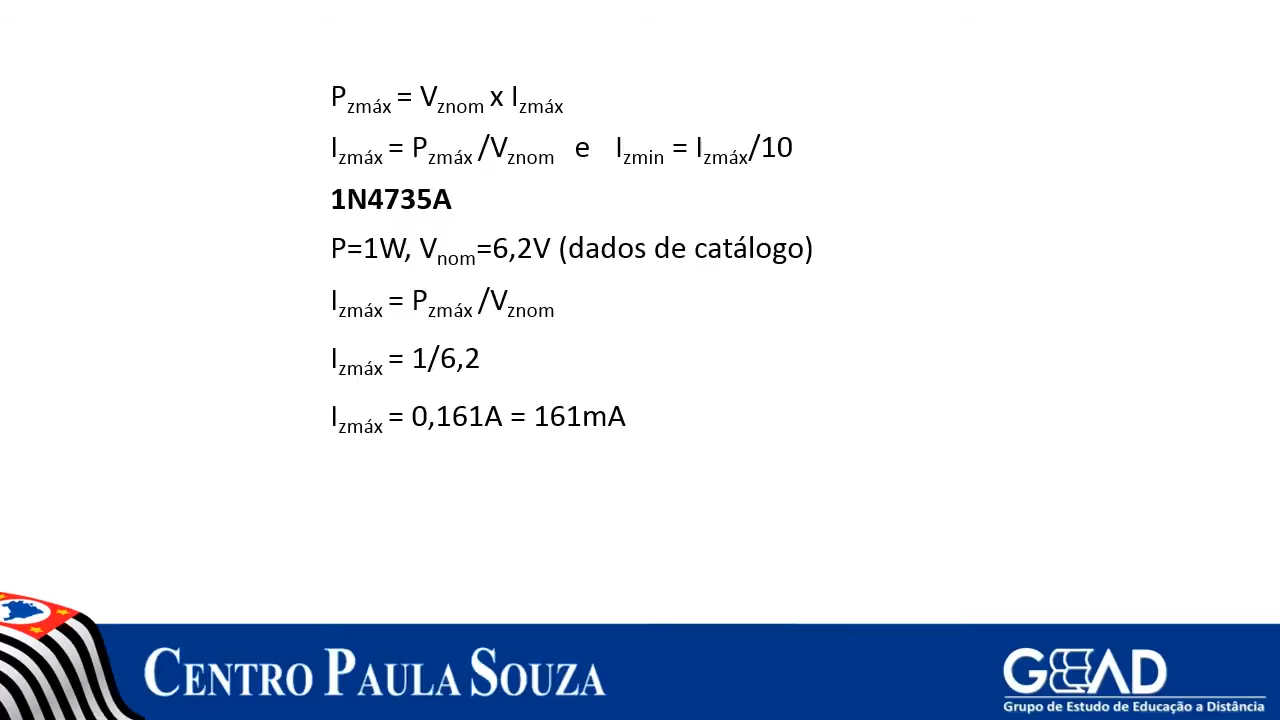 Pzmáx = Vznom x Izmáx
Izmáx = Pzmáx /Vznom e Izmin = Izmáx/10
1N4735A
P=1W, Vnom=6,2V (dados de catálogo)
Izmáx = Pzmáx /Vznom
Izmáx = 1/6,2
Izmáx = 0,161A = 161mA
CENTRO PAULA SOUZA
GEEAD
Grupo de Estudo de Educação a Distância